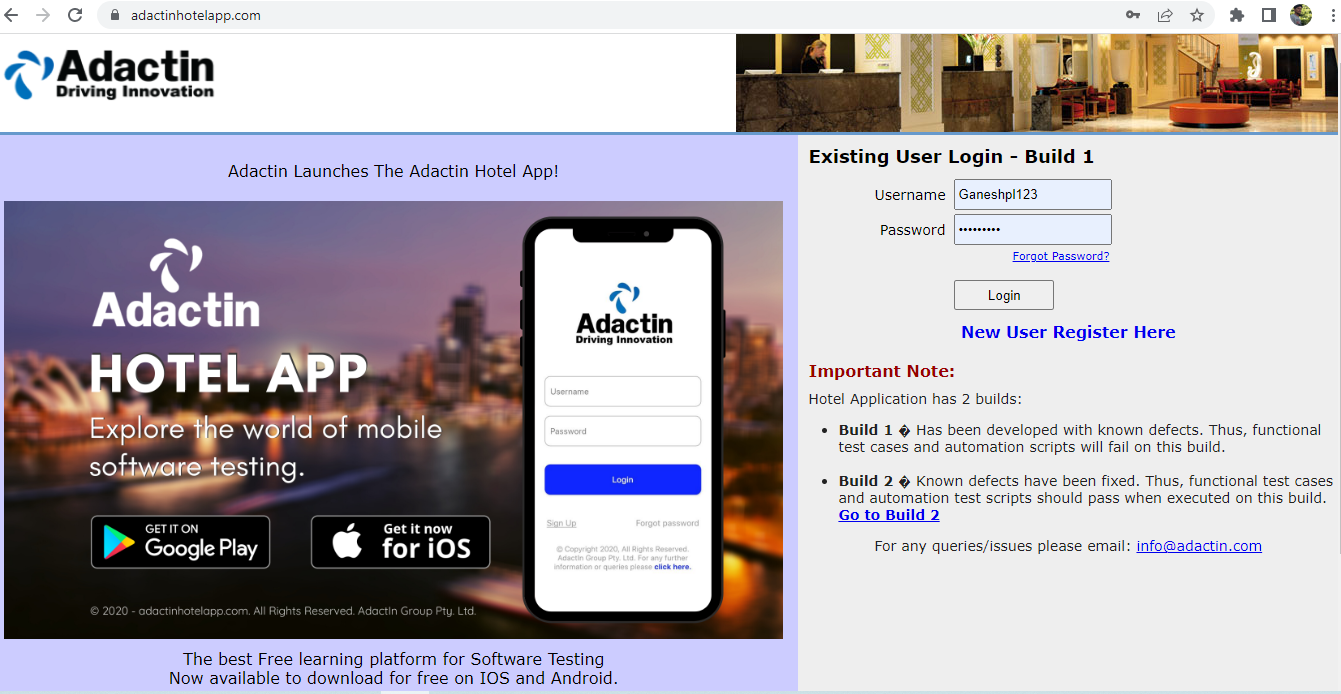 adactinhotelapp.com
Adactin
Driving Innovation
Adactin Launches The Adactin Hotel App!
Adactin
HOTEL APP
Explore the world of mobile
software testing.
GET IT ON
Google Play
Get it now
for iOS
© 2020 - adactinhotelapp.com. All Rights Reserved. AdactIn Group Pty. Ltd.
Adactin
Driving Innovation
Username
Password
Login
Sign Up Forgot password
© Copyright 2020, All Rights Reserved.
Adactin Group Pty. Ltd. For any further
information or queries please click here.
The best Free learning platform for Software Testing
Now available to download for free on IOS and Android.
Existing User Login - Build 1
Username Ganeshpl123
Password •••••••••
Forgot Password?
Login
New User Register Here
Important Note:
Hotel Application has 2 builds:
• Build 1 � Has been developed with known defects. Thus, functional
test cases and automation scripts will fail on this build.
• Build 2 � Known defects have been fixed. Thus, functional test cases
and automation test scripts should pass when executed on this build.
Go to Build 2
For any queries/issues please email: info@adactin.com